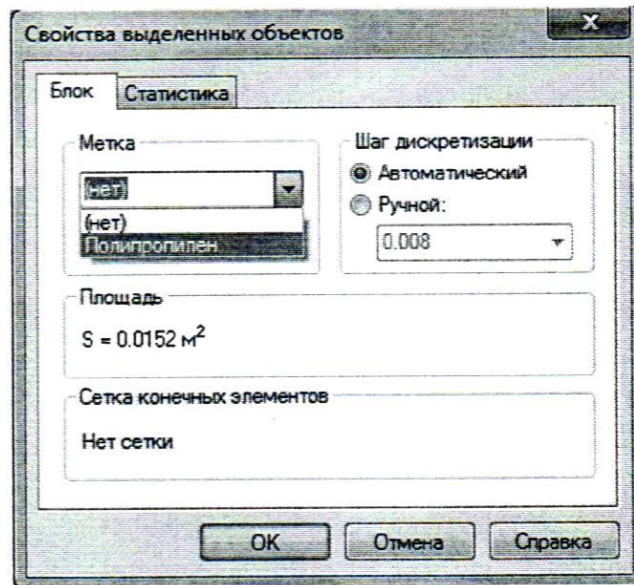 Свойства выделенных объектов
Блок Статистика
Метка
(нет)
(нет)
Полипропилен
Шаг дискретизации
Автоматический
Ручной:
0.008
Площадь
S = 0.0152 м²
Сетка конечных элементов
Нет сетки
OK Отмена Справка